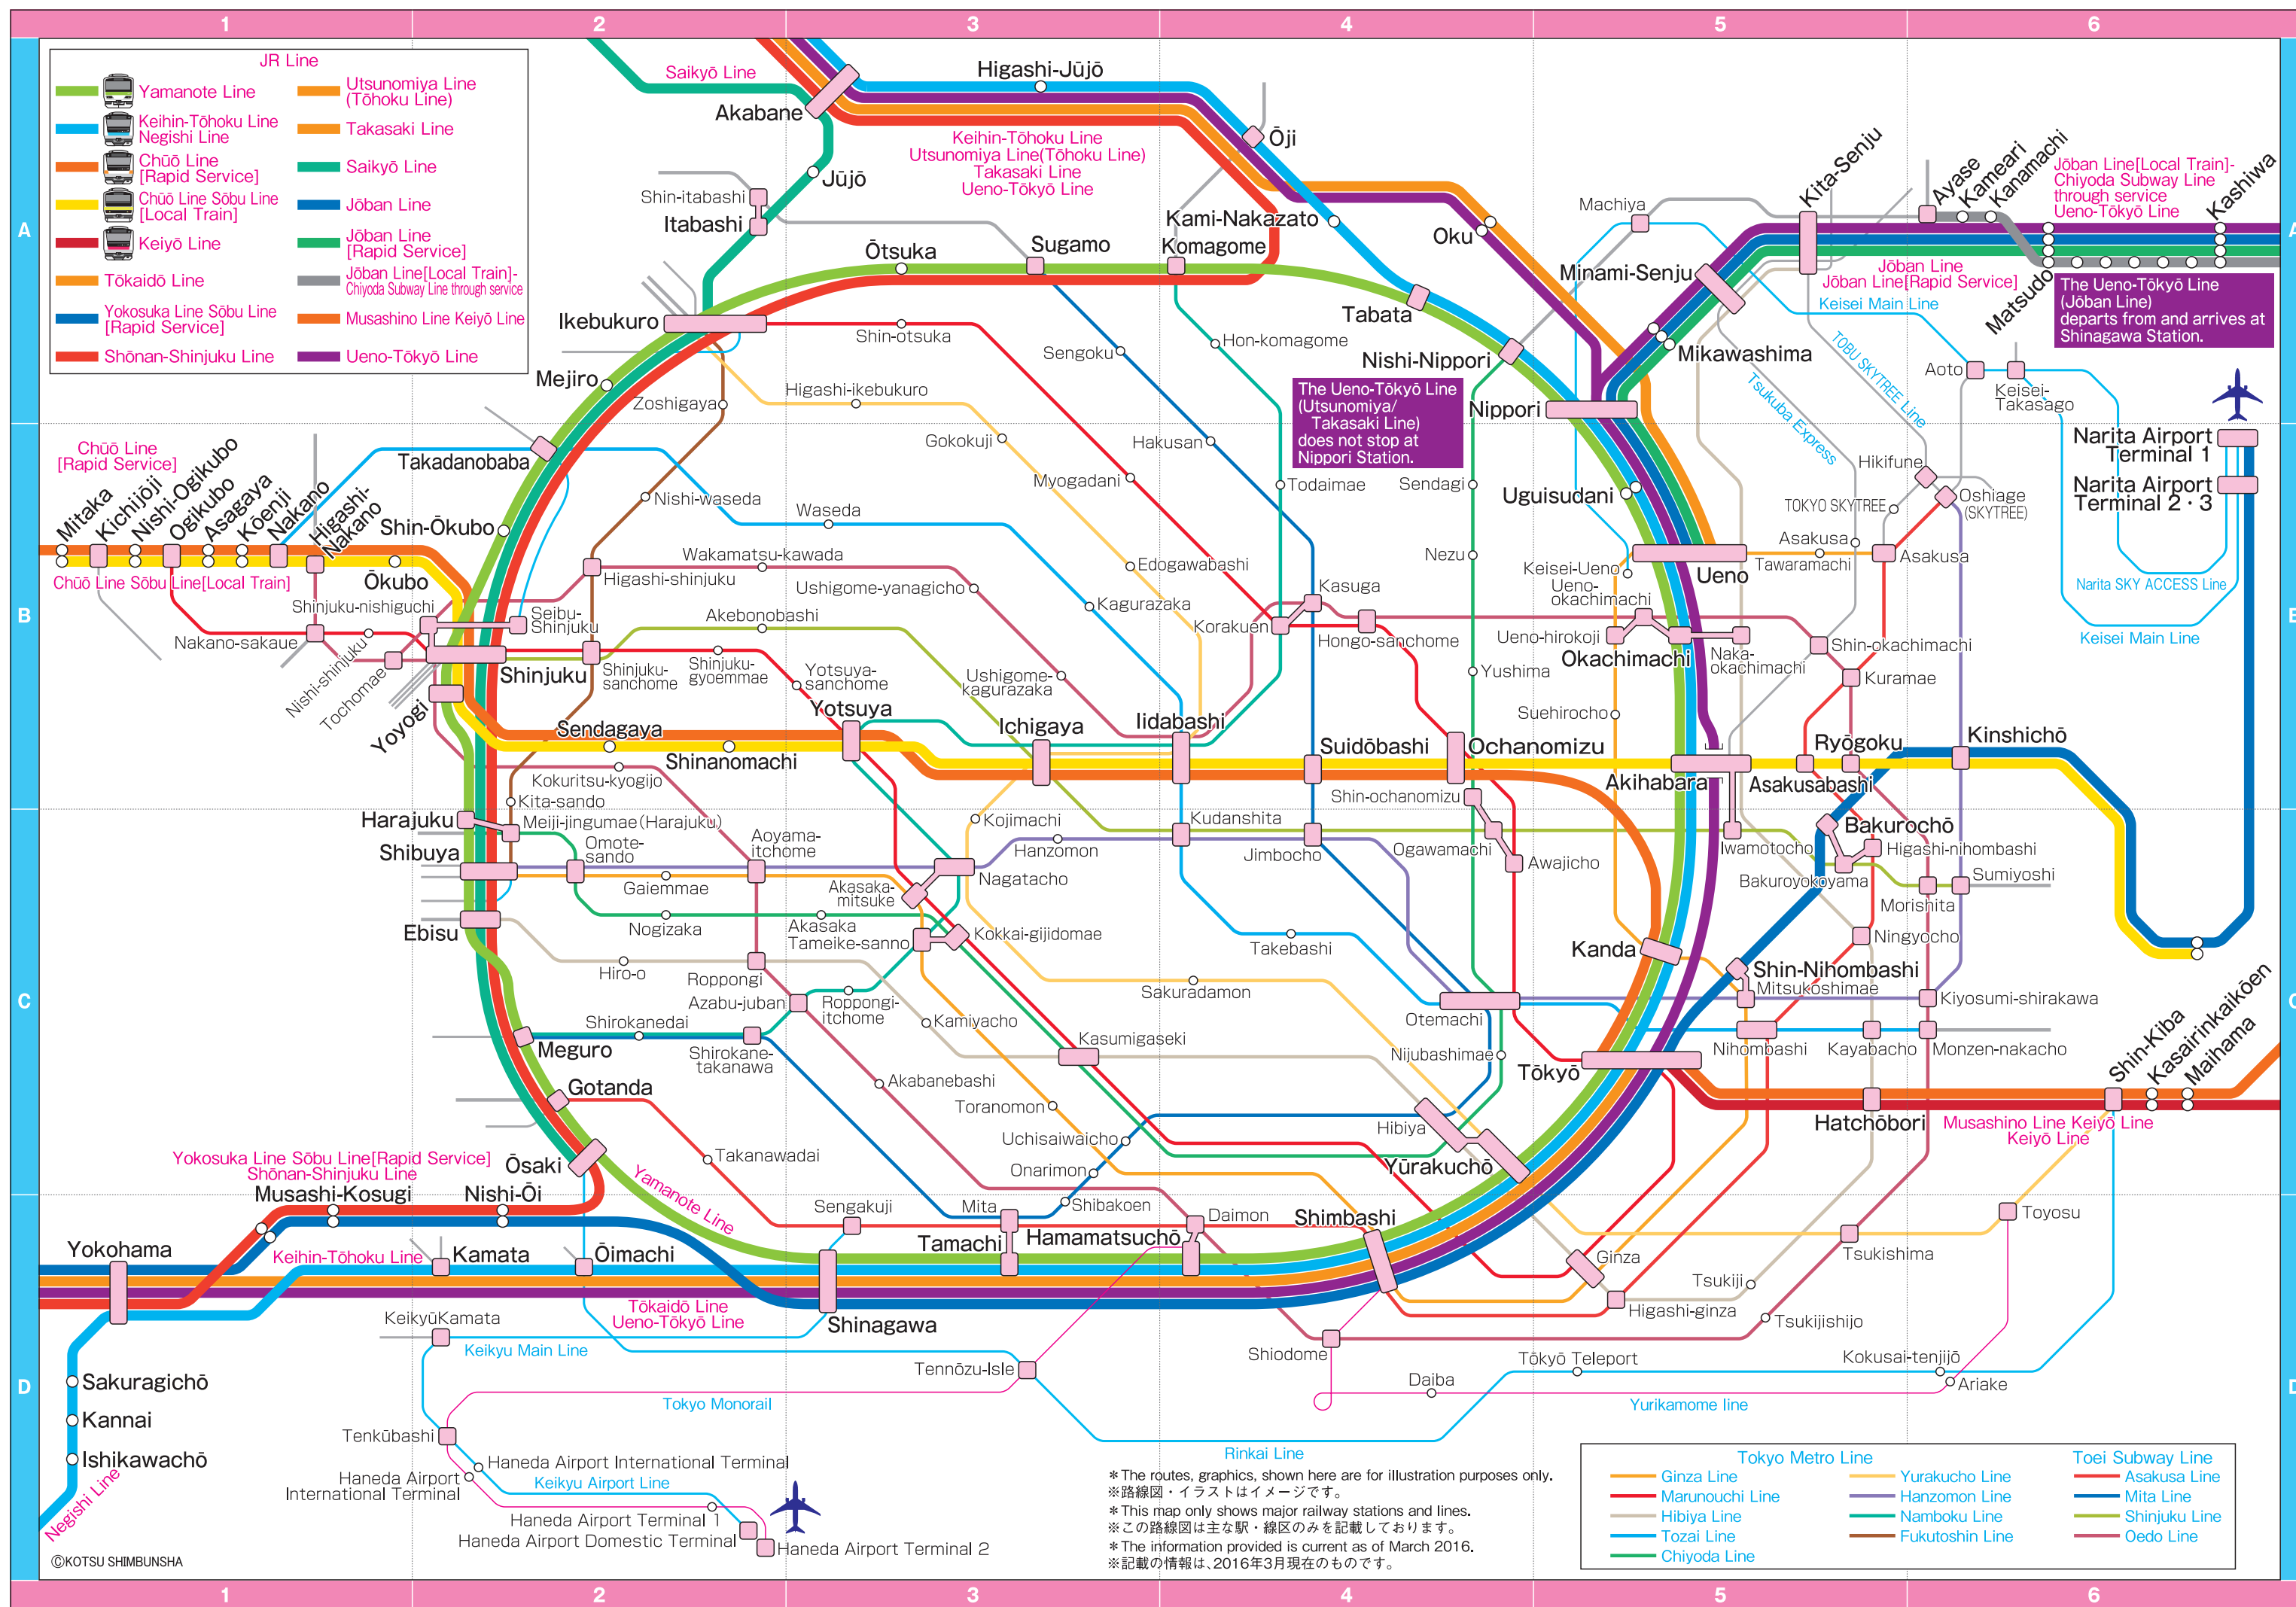 1
2
3
4
5
6
A
A
B
B
C
C
D
D
JR Line
Yamanote Line
Keihin-Tōhoku Line
Negishi Line
Chūō Line
[Rapid Service]
Chūō Line Sōbu Line
[Local Train]
Keiyō Line
Tōkaidō Line
Yokosuka Line Sōbu Line
[Rapid Service]
Shōnan-Shinjuku Line
Utsunomiya Line
(Tōhoku Line)
Takasaki Line
Saikyō Line
Jōban Line
Jōban Line
[Rapid Service]
Jōban Line[Local Train]-
Chiyoda Subway Line through service
Musashino Line Keiyō Line
Ueno-Tōkyō Line
Saikyō Line
Akabane
Higashi-Jūjō
Ōji
Keihin-Tōhoku Line
Utsunomiya Line(Tōhoku Line)
Takasaki Line
Ueno-Tōkyō Line
Jūjō
Shin-itabashi
Itabashi
Ōtsuka
Sugamo
Kami-Nakazato
Komagome
Oku
Machiya
Minami-Senju
Kita-Senju
Ayase
Kameari
Kanamachi
Jōban Line[Local Train]-
Chiyoda Subway Line
through service
Ueno-Tōkyō Line
Kashiwa
Jōban Line
Jōban Line[Rapid Service]
Matsudo
Keisei Main Line
The Ueno-Tōkyō Line
(Jōban Line)
departs from and arrives at
Shinagawa Station.
Ikebukuro
Shin-otsuka
Sengoku
Hon-komagome
Tabata
Nishi-Nippori
Mikawashima
TOBU SKYTREE Line
Tsukuba Express
Aoto
Keisei-
Takasago
Mejiro
Zoshigaya
Higashi-ikebukuro
The Ueno-Tōkyō Line
(Utsunomiya/
Takasaki Line)
does not stop at
Nippori Station.
Nippori
Gokokuji
Hakusan
Narita Airport
Terminal 1
Narita Airport
Terminal 2・3
Chūō Line
[Rapid Service]
Takadanobaba
Myogadani
Todaimae
Sendagi
Uguisudani
Hikifune
TOKYO SKYTREE
Oshiage
(SKYTREE)
Mitaka
Kichijōji
Nishi-Ogikubo
Ogikubo
Asagaya
Kōenji
Nakano
Higashi-
Nakano
Shin-Ōkubo
Nishi-waseda
Waseda
Ōkubo
Chūō Line Sōbu Line[Local Train]
Wakamatsu-kawada
Higashi-shinjuku
Ushigome-yanagicho
Edogawabashi
Kagurazaka
Kasuga
Korakuen
Hongo-sanchome
Nezu
Keisei-Ueno
Ueno
Ueno-
okachimachi
Asakusa
Tawaramachi
Asakusa
Narita SKY ACCESS Line
Keisei Main Line
Shinjuku-nishiguchi
Seibu-
Shinjuku
Akebonobashi
Nakano-sakaue
Nishi-shinjuku
Tochomae
Shinjuku
Shinjuku-
sanchome
Shinjuku-
gyoemmae
Yotsuya-
sanchome
Ushigome-
kagurazaka
Yushima
Ueno-hirokoji
Okachimachi
Naka-
okachimachi
Shin-okachimachi
Kuramae
Yoyogi
Sendagaya
Shinanomachi
Yotsuya
Ichigaya
Iidabashi
Suidōbashi
Suehirocho
Ochanomizu
Akihabara
Asakusabashi
Ryōgoku
Kinshichō
Kokuritsu-kyogijo
Kita-sando
Harajuku
Meiji-jingumae(Harajuku)
Shin-ochanomizu
Kojimachi
Kudanshita
Shibuya
Omote-
sando
Aoyama-
itchome
Hanzomon
Jimbocho
Ogawamachi
Awajicho
Iwamotocho
Bakurochō
Higashi-nihombashi
Bakuroyokoyama
Sumiyoshi
Morishita
Gaiemmae
Akasaka-
mitsuke
Nagatacho
Ebisu
Nogizaka
Akasaka
Tameike-sanno
Kokkai-gijidomae
Takebashi
Kanda
Ningyocho
Hiro-o
Roppongi
Azabu-juban
Roppongi-
itchome
Sakuradamon
Shin-Nihombashi
Mitsukoshimae
Kiyosumi-shirakawa
Meguro
Shirokanedai
Shirokane-
takanawa
Kamiyacho
Kasumigaseki
Otemachi
Nijubashimae
Tōkyō
Nihombashi
Kayabacho
Monzen-nakacho
Gotanda
Akabanebashi
Toranomon
Shin-Kiba
Kasairinkaikōen
Maihama
Hibiya
Hatchōbori
Musashino Line Keiyō Line
Keiyō Line
Takanawadai
Uchisaiwaicho
Onarimon
Yūrakuchō
Yokosuka Line Sōbu Line[Rapid Service]
Shōnan-Shinjuku Line
Ōsaki
Yamanote Line
Musashi-Kosugi
Nishi-Ōi
Sengakuji
Mita
Shibakoen
Daimon
Shimbashi
Toyosu
Yokohama
Keihin-Tōhoku Line
Kamata
Ōimachi
Tamachi
Hamamatsuchō
Ginza
Tsukishima
Tsukiji
Higashi-ginza
Tsukijishijo
KeikyūKamata
Tōkaidō Line
Ueno-Tōkyō Line
Shinagawa
Keikyu Main Line
Tennōzu-Isle
Shiodome
Tōkyō Teleport
Kokusai-tenjijō
Daiba
Ariake
Yurikamome line
Sakuragichō
Kannai
Ishikawachō
Negishi Line
Tokyo Monorail
Tenkūbashi
Rinkai Line
Haneda Airport International Terminal
Haneda Airport
International Terminal
Keikyu Airport Line
Haneda Airport Terminal 1
Haneda Airport Domestic Terminal
Haneda Airport Terminal 2
＊The routes, graphics, shown here are for illustration purposes only.
※路線図・イラストはイメージです。
＊This map only shows major railway stations and lines.
※この路線図は主な駅・線区のみを記載しております。
＊The information provided is current as of March 2016.
※記載の情報は、2016年3月現在のものです。
Tokyo Metro Line
Ginza Line
Marunouchi Line
Hibiya Line
Tozai Line
Chiyoda Line
Yurakucho Line
Hanzomon Line
Namboku Line
Fukutoshin Line
Toei Subway Line
Asakusa Line
Mita Line
Shinjuku Line
Oedo Line
©KOTSU SHIMBUNSHA
1
2
3
4
5
6